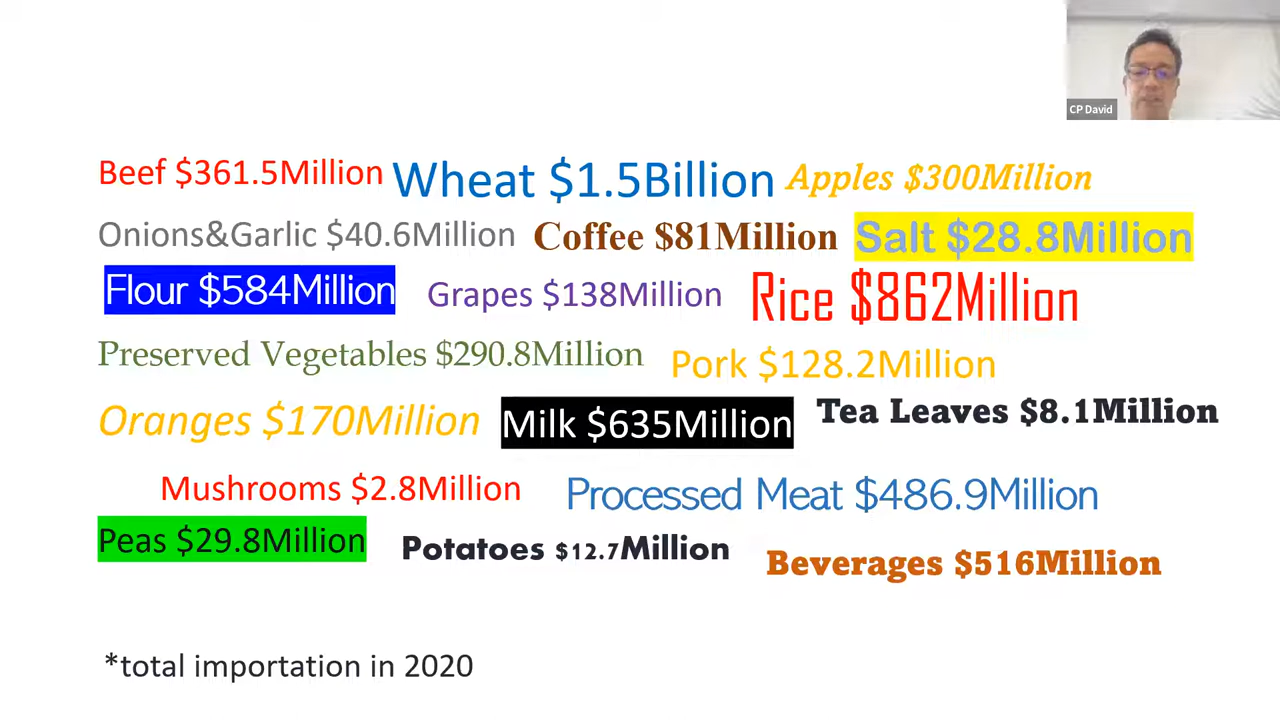 CP David
Beef $361.5Million Wheat $1.5Billion Apples $300Million
Onions&Garlic $40.6Million Coffee $81Million Salt $28.8Million
Flour $584Million Grapes $138Million Rice $862Million
Preserved Vegetables $290.8Million Pork $128.2Million
Oranges $170Million Milk $635Million Tea Leaves $8.1Million
Mushrooms $2.8Million Processed Meat $486.9Million
Peas $29.8Million Potatoes $12.7Million Beverages $516Million
*total importation in 2020